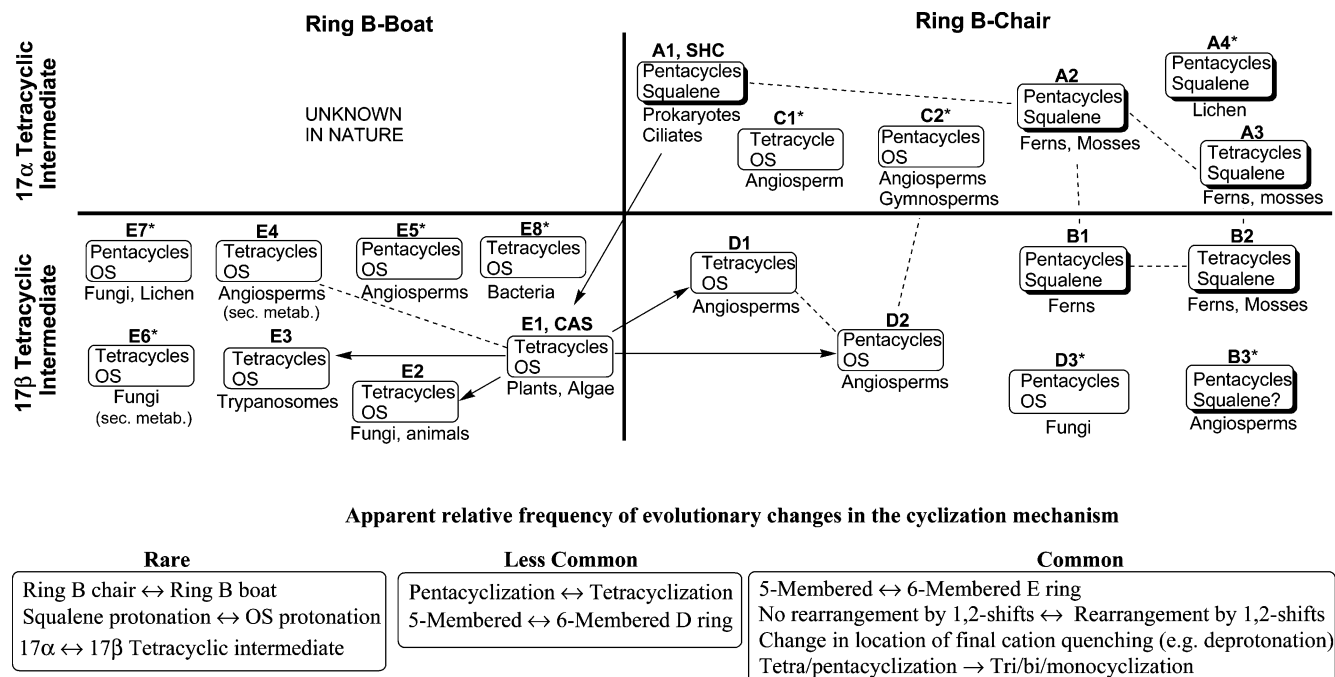 Ring B-Boat
Ring B-Chair
17α Tetracyclic
Intermediate
UNKNOWN
IN NATURE
A1, SHC
Pentacycles
Squalene
Prokaryotes
Ciliates
C1*
Tetracycle
OS
Angiosperm
C2*
Pentacycles
OS
Angiosperms
Gymnosperms
A2
Pentacycles
Squalene
Ferns, Mosses
A4*
Pentacycles
Squalene
Lichen
A3
Tetracycles
Squalene
Ferns, mosses
17β Tetracyclic
Intermediate
E7*
Pentacycles
OS
Fungi, Lichen
E4
Tetracycles
OS
Angiosperms
(sec. metab.)
E5*
Pentacycles
OS
Angiosperms
E8*
Tetracycles
OS
Bacteria
E6*
Tetracycles
OS
Fungi
(sec. metab.)
E3
Tetracycles
OS
Trypanosomes
E2
Tetracycles
OS
Fungi, animals
E1, CAS
Tetracycles
OS
Plants, Algae
D1
Tetracycles
OS
Angiosperms
D2
Pentacycles
OS
Angiosperms
B1
Pentacycles
Squalene
Ferns
B2
Tetracycles
Squalene
Ferns, Mosses
D3*
Pentacycles
OS
Fungi
B3*
Pentacycles
Squalene?
Angiosperms
Apparent relative frequency of evolutionary changes in the cyclization mechanism
Rare
Ring B chair ↔ Ring B boat
Squalene protonation ↔ OS protonation
17α ↔ 17β Tetracyclic intermediate
Less Common
Pentacyclization ↔ Tetracyclization
5-Membered ↔ 6-Membered D ring
Common
5-Membered ↔ 6-Membered E ring
No rearrangement by 1,2-shifts ↔ Rearrangement by 1,2-shifts
Change in location of final cation quenching (e.g. deprotonation)
Tetra/pentacyclization → Tri/bi/monocyclization